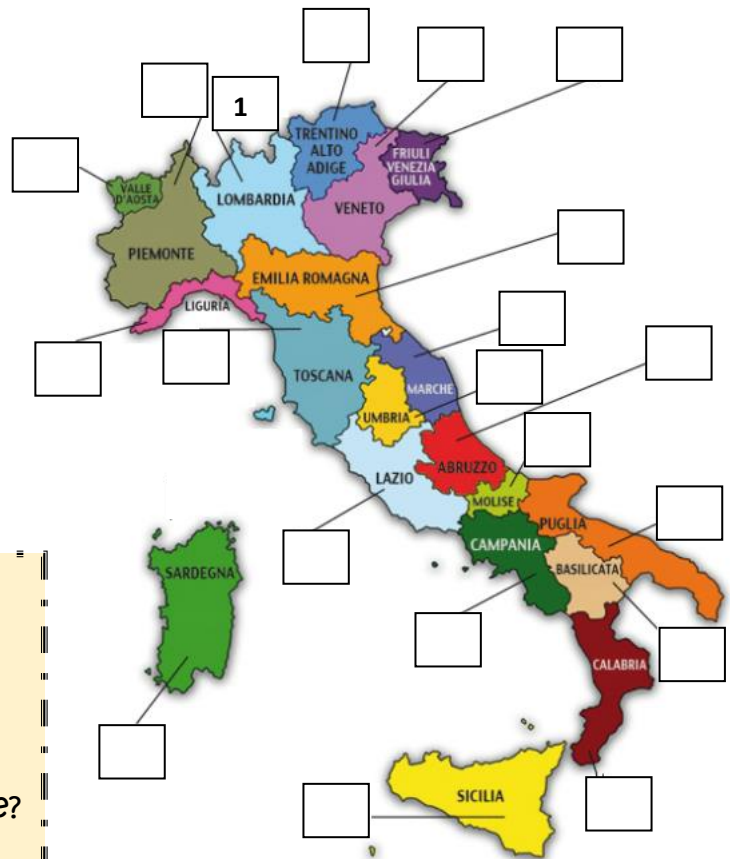 1
TRENTINO
ALTO
ADIGE
FRIULI
VENEZIA
GIULIA
VALLE
D'AOSTA
LOMBARDIA
VENETO
PIEMONTE
EMILIA ROMAGNA
LIGURIA
TOSCANA
MARCHE
UMBRIA
ABRUZZO
LAZIO
MOLISE
PUGLIA
CAMPANIA
BASILICATA
SARDEGNA
CALABRIA
SICILIA
e?